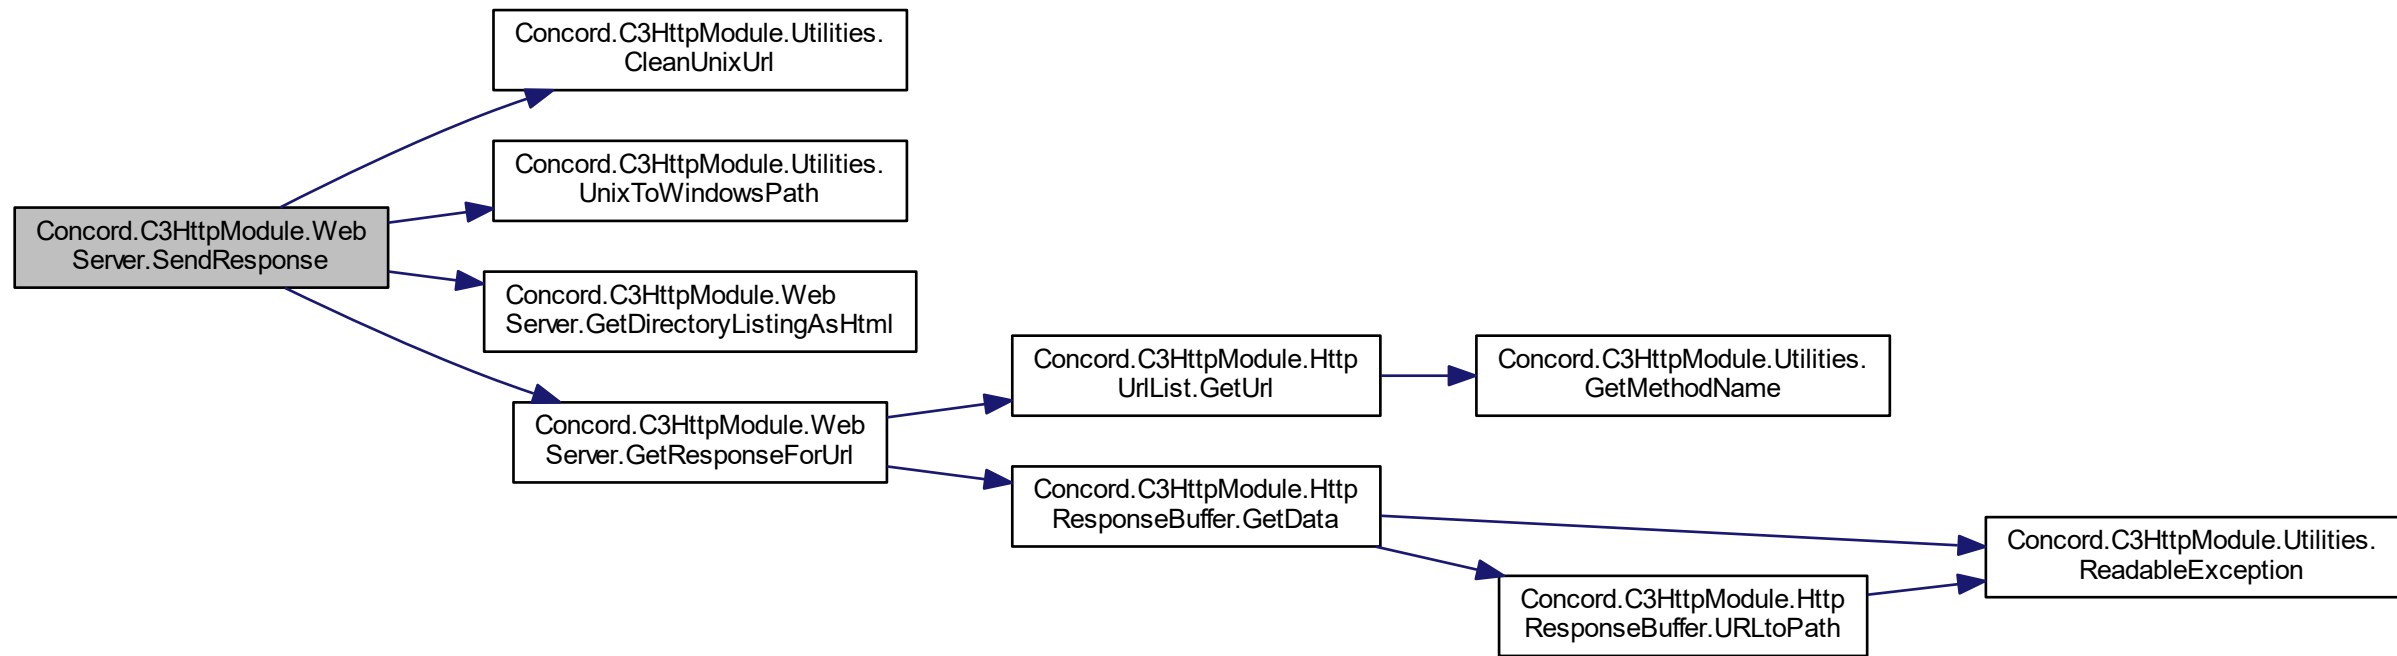 Concord.C3HttpModule.Utilities.
CleanUnixUrl
Concord.C3HttpModule.Utilities.
UnixToWindowsPath
Concord.C3HttpModule.Web
Server.SendResponse
Concord.C3HttpModule.Web
Server.GetDirectoryListingAsHtml
Concord.C3HttpModule.Http
UrlList.GetUrl
Concord.C3HttpModule.Utilities.
GetMethodName
Concord.C3HttpModule.Web
Server.GetResponseForUrl
Concord.C3HttpModule.Http
ResponseBuffer.GetData
Concord.C3HttpModule.Utilities.
ReadableException
Concord.C3HttpModule.Http
ResponseBuffer.URLtoPath